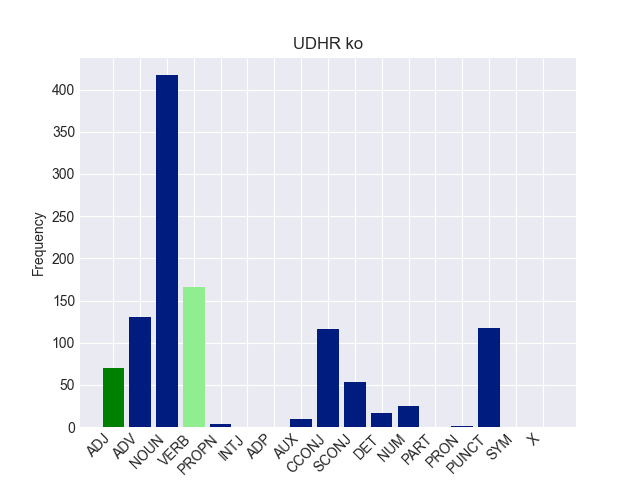 UDHR ko
Frequency
400
350
300
250
200
150
100
50
0
ADJ
ADV
NOUN
VERB
PROPN
INTJ
ADP
AUX
CCONJ
SCONJ
DET
NUM
PART
PRON
PUNCT
SYM
X